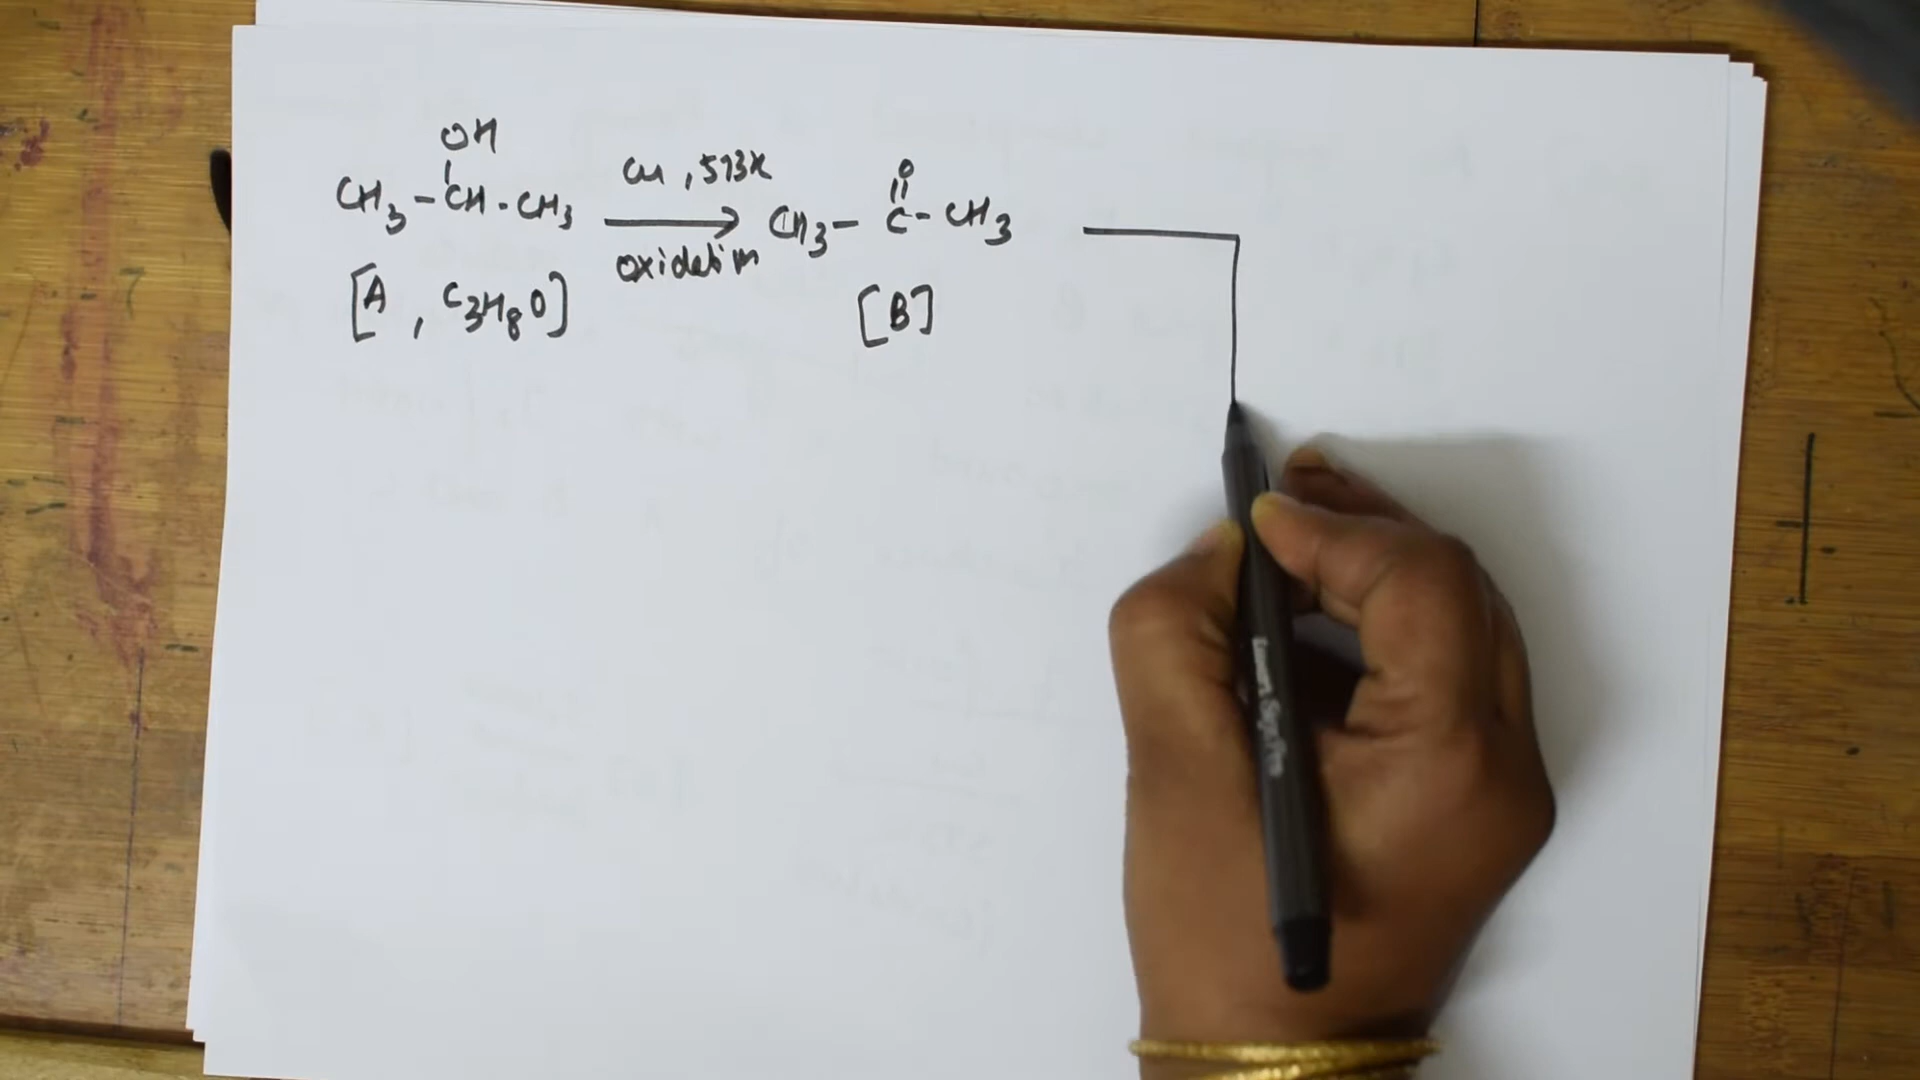 OH
CH3-CH-CH3
Cu, 573K
oxidation
O
CH3-C-CH3
[A, C3H8O]
[B]